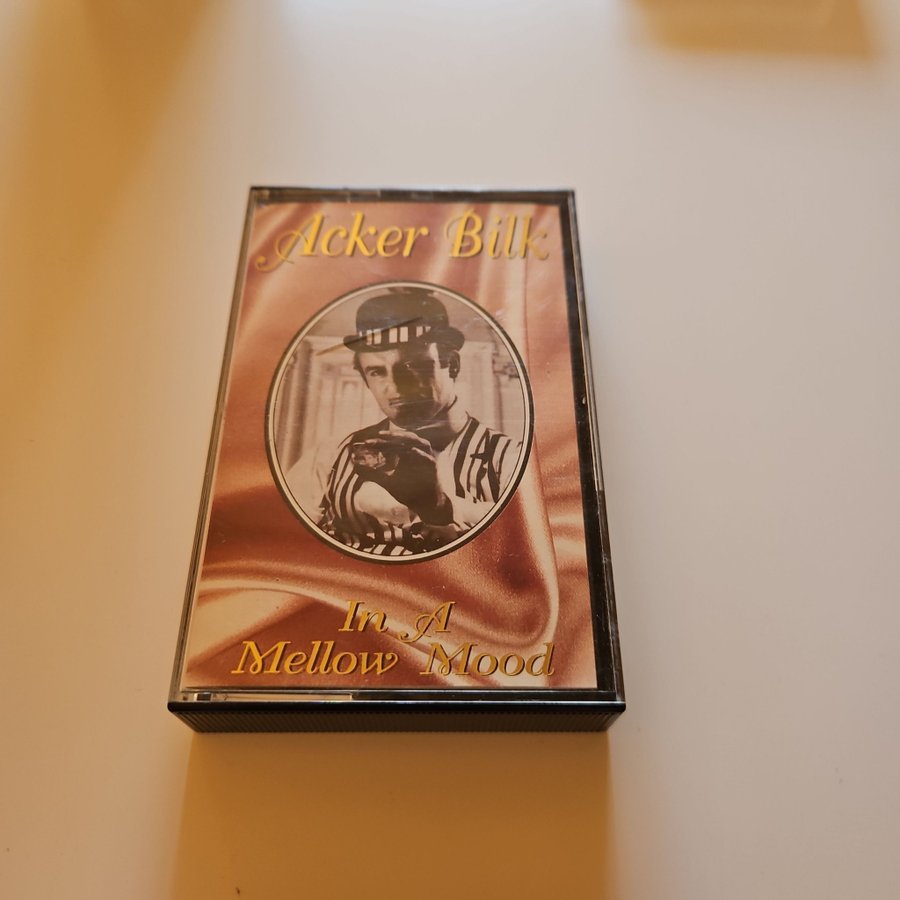 Acker Bilk
In A
Mellow Mood